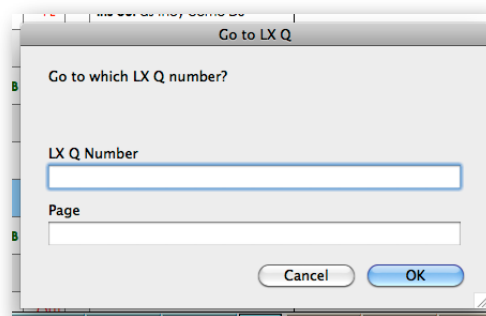 Go to LX Q
Go to which LX Q number?
B
LX Q Number
Page
B
Cancel
OK